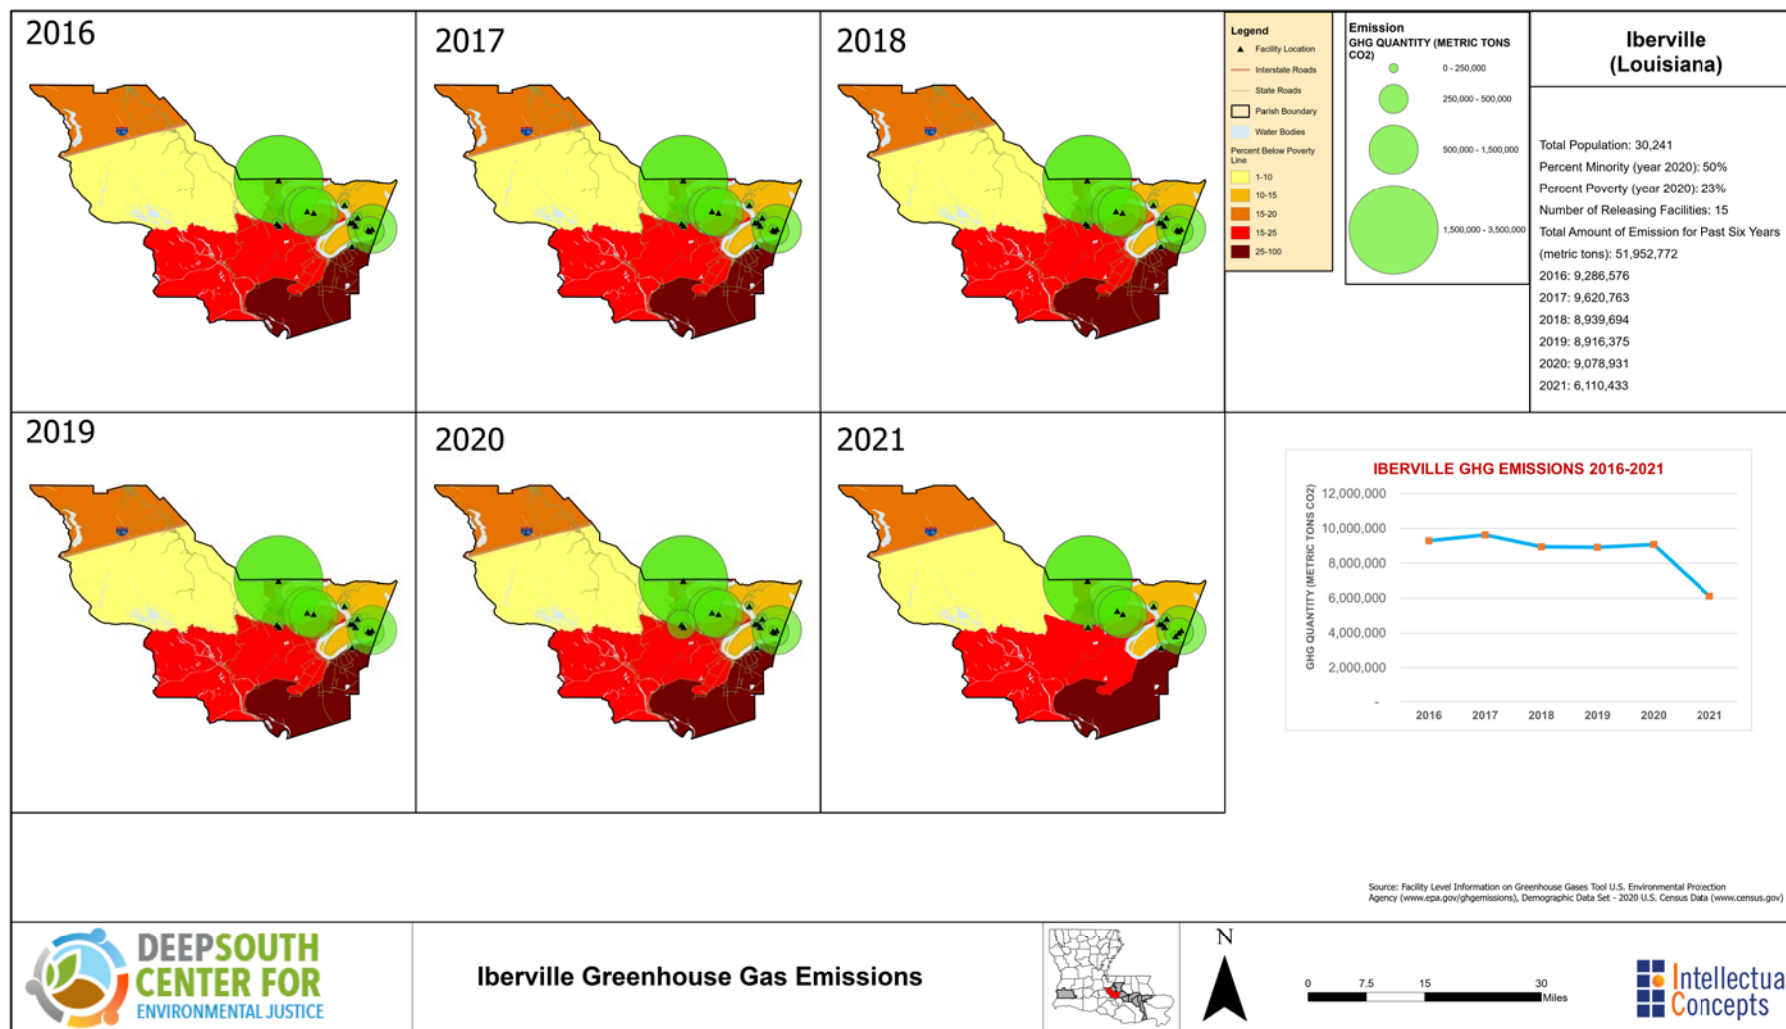 2016
2017
2018
Legend
Facility Location
Interstate Roads
State Roads
Parish Boundary
Water Bodies
Percent Below Poverty
Line
1-10
10-15
15-20
15-25
25-100
Emission
GHG QUANTITY (METRIC TONS
CO2)
0 - 250,000
250,000 - 500,000
500,000 - 1,500,000
1,500,000 - 3,500,000
Iberville
(Louisiana)
Total Population: 30,241
Percent Minority (year 2020): 50%
Percent Poverty (year 2020): 23%
Number of Releasing Facilities: 15
Total Amount of Emission for Past Six Years
(metric tons): 51,952,772
2016: 9,286,576
2017: 9,620,763
2018: 8,939,694
2019: 8,916,375
2020: 9,078,931
2021: 6,110,433
2019
2020
2021
IBERVILLE GHG EMISSIONS 2016-2021
GHG QUANTITY (METRIC TONS CO2)
12,000,000
10,000,000
8,000,000
6,000,000
4,000,000
2,000,000
-
2016 2017 2018 2019 2020 2021
Source: Facility Level Information on Greenhouse Gases Tool U.S. Environmental Protection
Agency (www.epa.gov/ghgemissions), Demographic Data Set - 2020 U.S. Census Data (www.census.gov)
DEEPSOUTH
CENTER FOR
ENVIRONMENTAL JUSTICE
Iberville Greenhouse Gas Emissions
N
0 7.5 15 30
Miles
Intellectua
Concepts